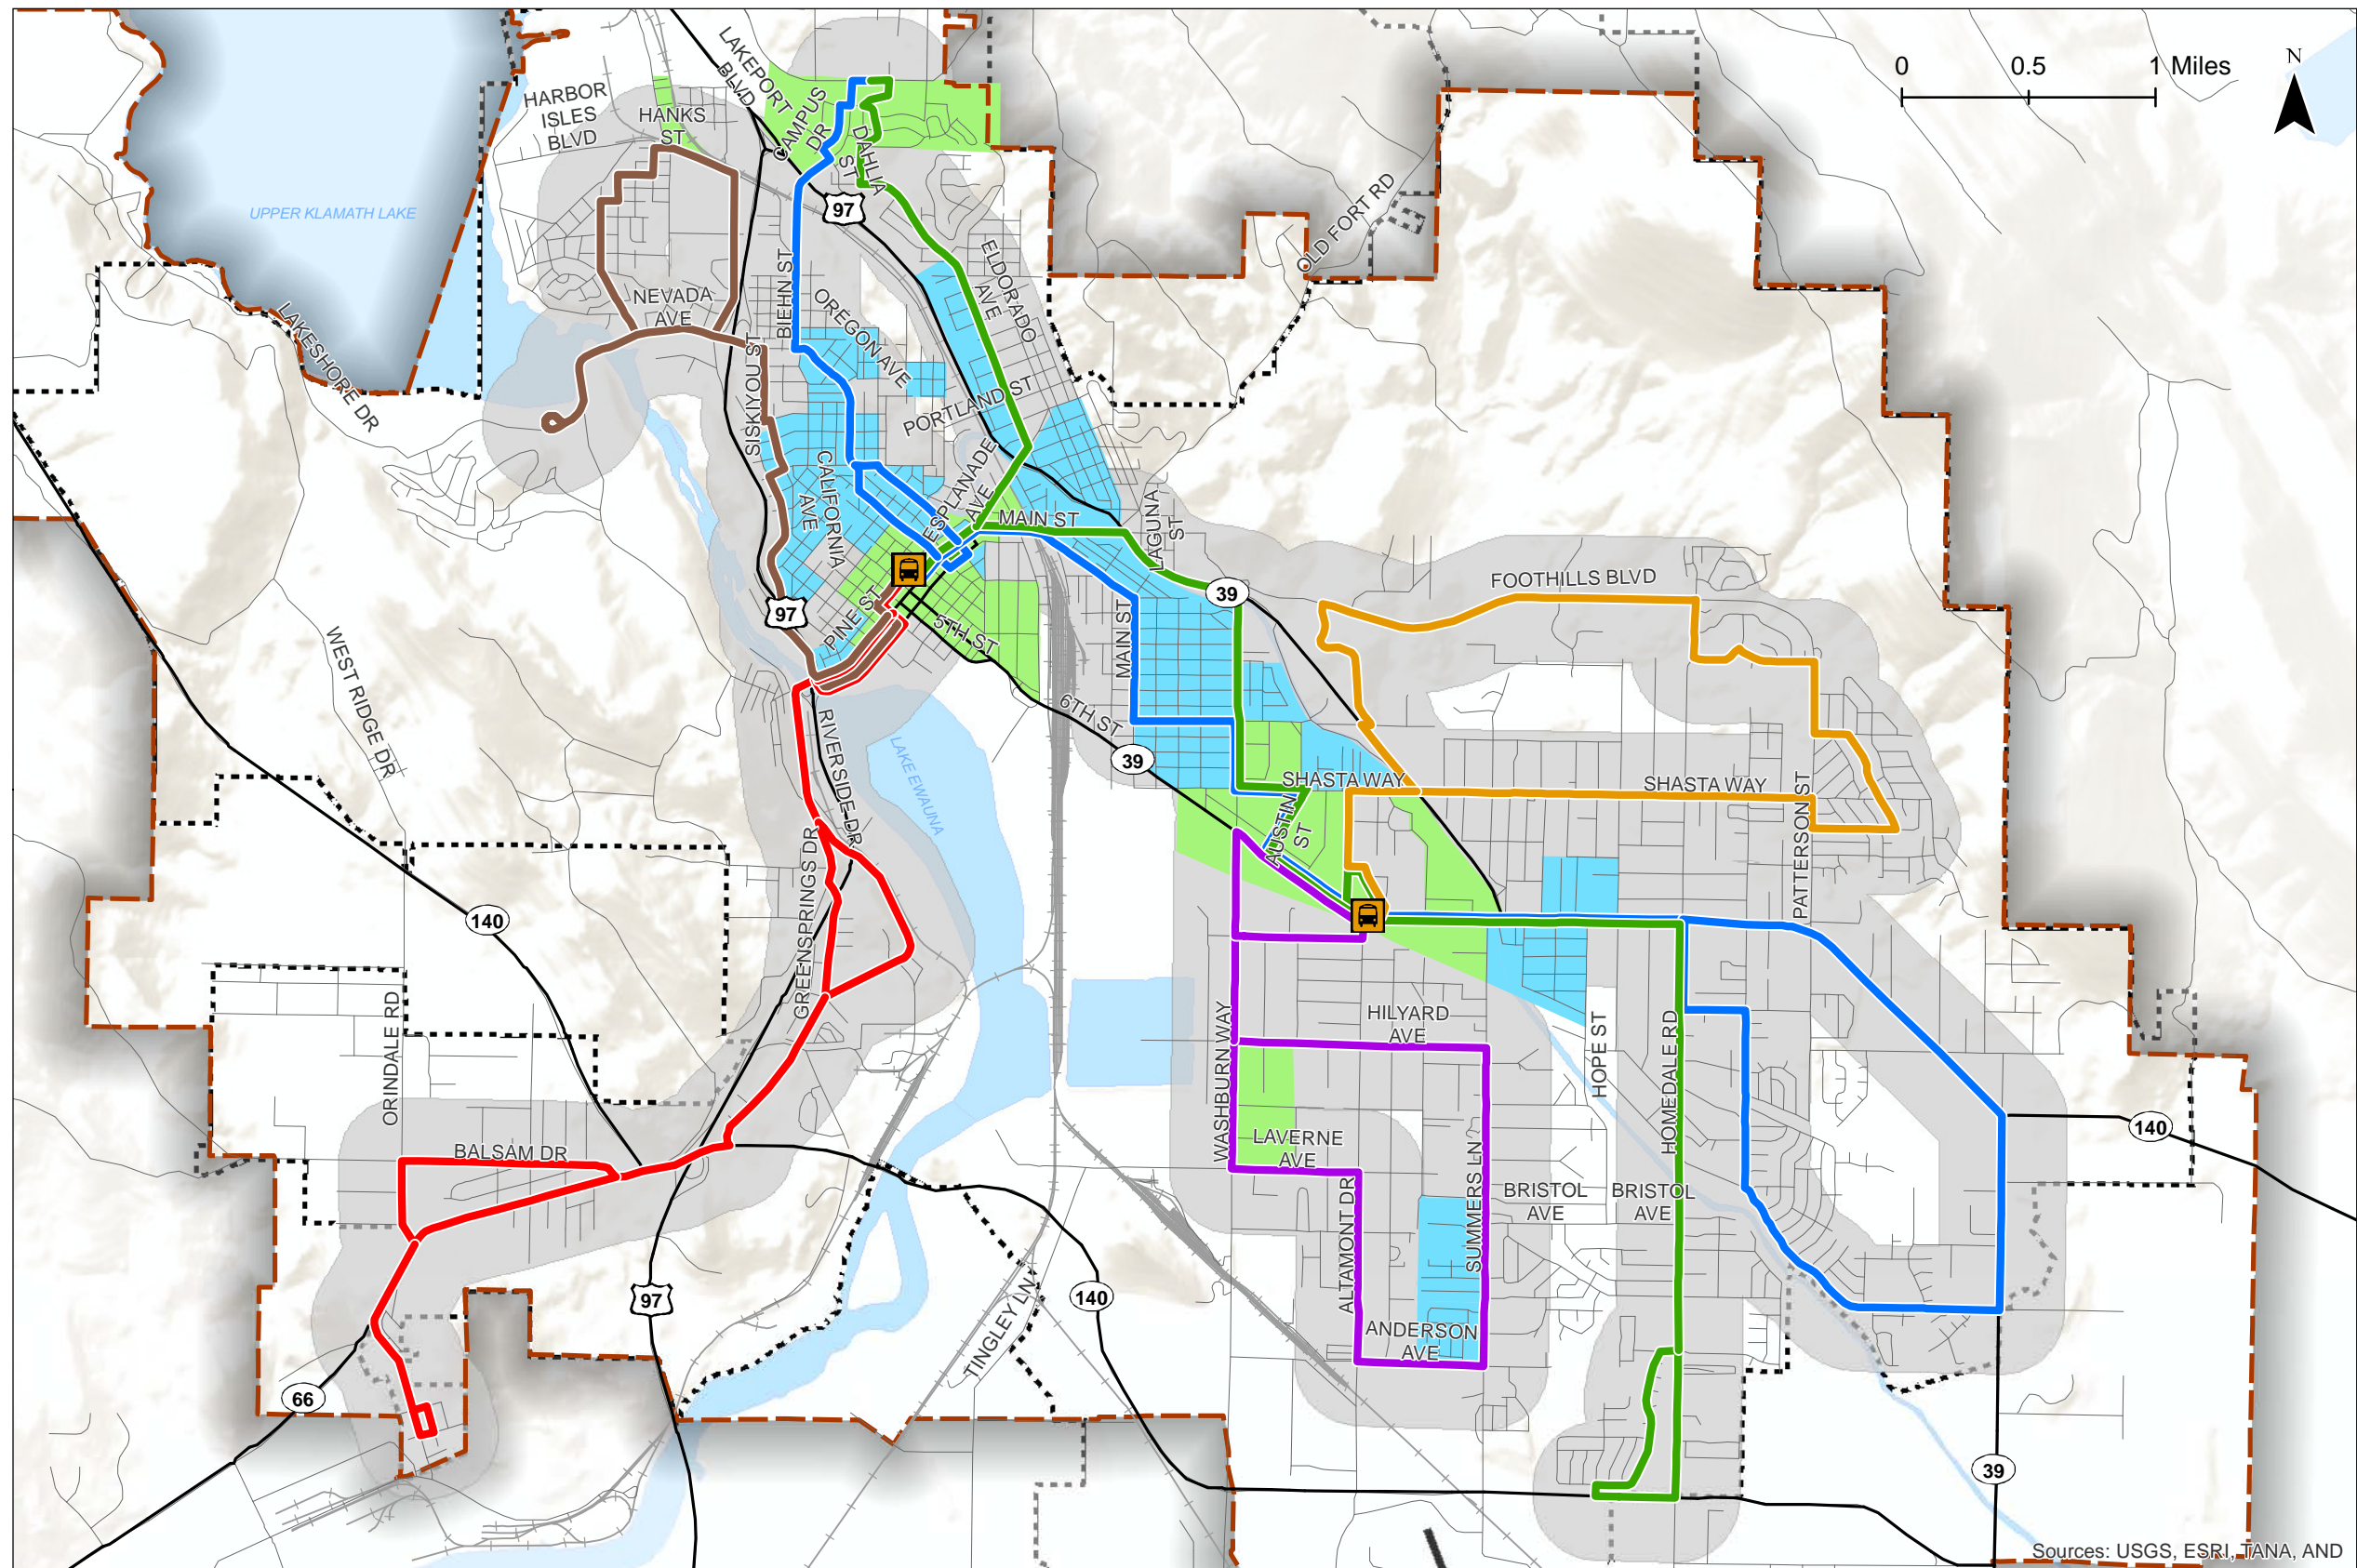 0 0.5 1 Miles
N
LAKEPORT
BLVD
HARBOR
ISLES
BLVD
HANKS
ST
CAMPUS
DR
DAHLIA
ST
97
UPPER KLAMATH LAKE
OLD FORT RD
ELDORADO
AVE
BIEHN ST
NEVADA
AVE
OREGON AVE
LAKESHORE DR
SISKIYOU ST
PORTLAND ST
CALIFORNIA
AVE
ESPLANADE
AVE
MAIN ST
LAGUNA
ST
39
FOOTHILLS BLVD
97
PINE ST
5TH ST
MAIN ST
WEST RIDGE DR
6TH ST
39
RIVERSIDE DR
LAKE EWAUNA
SHASTA WAY
SHASTA WAY
AUSTIN
ST
PATTERSON ST
GREENSPRINGS DR
140
ORINDALE RD
WASHBURN WAY
HILYARD
AVE
HOPE ST
HOMEDALE RD
140
BALSAM DR
LAVERNE
AVE
ALTAMONT DR
SUMMERS LN
BRISTOL
AVE
BRISTOL
AVE
97
140
TINGLEY LN
ANDERSON
AVE
66
39
Sources: USGS, ESRI, TANA, AND